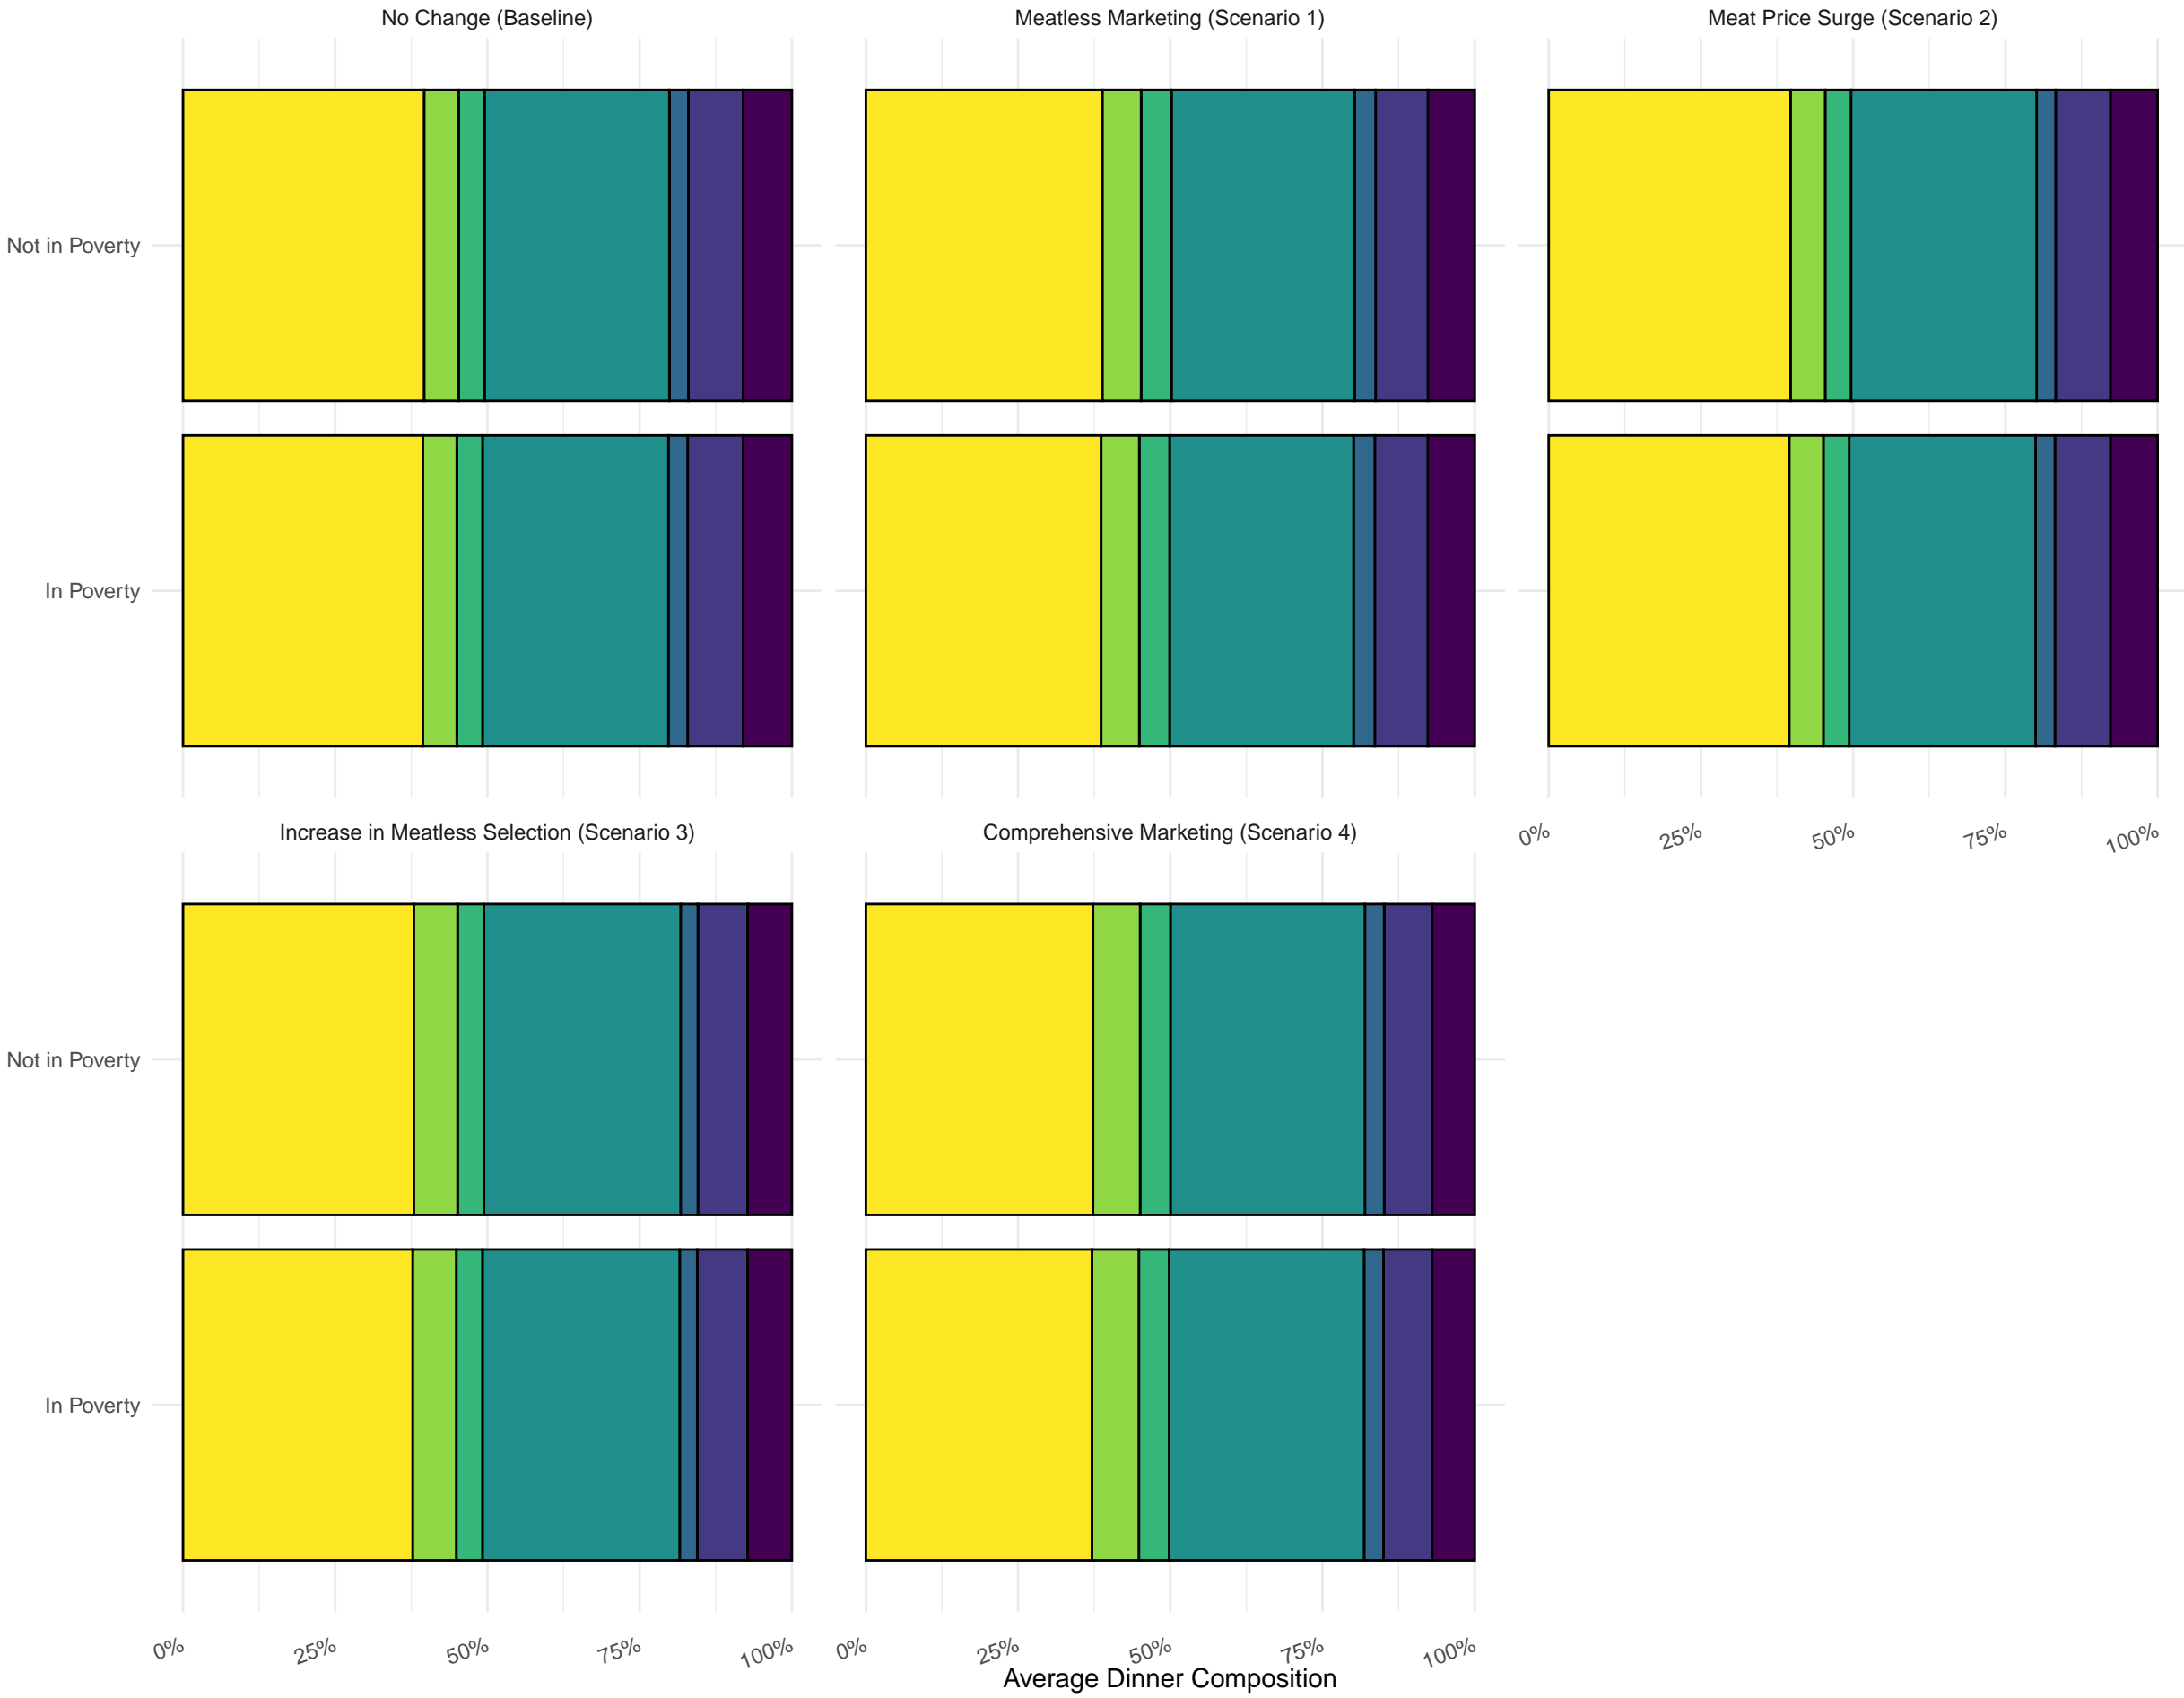 No Change (Baseline)
Meatless Marketing (Scenario 1)
Meat Price Surge (Scenario 2)
Not in Poverty
In Poverty
0%
25%
50%
75%
100%
Increase in Meatless Selection (Scenario 3)
Comprehensive Marketing (Scenario 4)
Not in Poverty
In Poverty
0%
25%
50%
75%
100%
0%
25%
50%
75%
100%
Average Dinner Composition